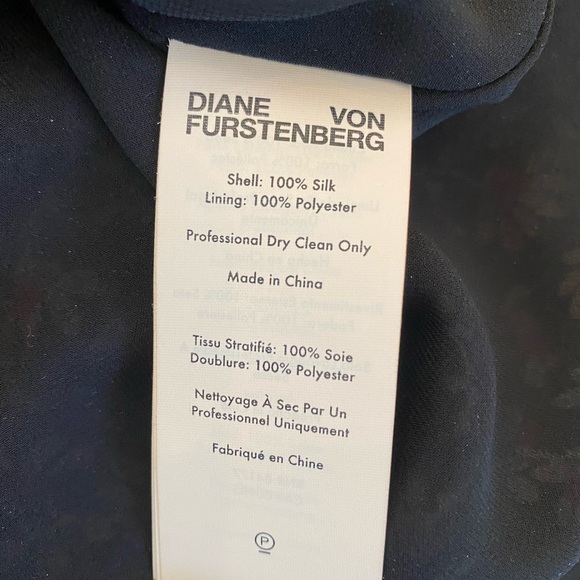 DIANE VON
FURSTENBERG
Shell: 100% Silk
Lining: 100% Polyester
Professional Dry Clean Only
Made in China
Tissu Stratifié: 100% Soie
Doublure: 100% Polyester
Nettoyage À Sec Par Un
Professionnel Uniquement
Fabriqué en Chine
P